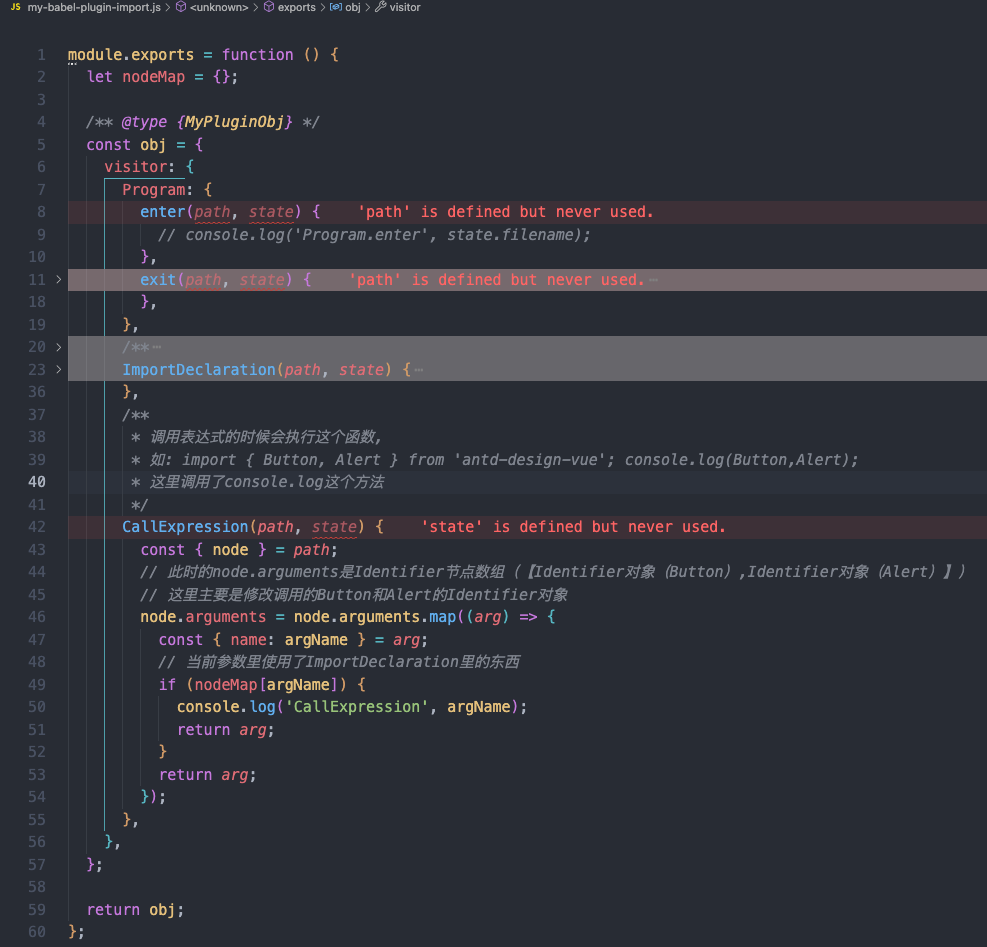 JS my-babel-plugin-import.js > <unknown> > exports > obj > visitor
1 module.exports = function () {
2 let nodeMap = {};
3
4 /** @type {MyPluginObj} */
5 const obj = {
6 visitor: {
7 Program: {
8 enter(path, state) { 'path' is defined but never used.
9 // console.log('Program.enter', state.filename);
10 },
11 > exit(path, state) { 'path' is defined but never used. ⋯
18 },
19 },
20 > /** ⋯
23 > ImportDeclaration(path, state) { ⋯
36 },
37 /**
38 * 调用表达式的时候会执行这个函数,
39 * 如: import { Button, Alert } from 'antd-design-vue'; console.log(Button,Alert);
40 * 这里调用了console.log这个方法
41 */
42 CallExpression(path, state) { 'state' is defined but never used.
43 const { node } = path;
44 // 此时的node.arguments是Identifier节点数组（【Identifier对象（Button）,Identifier对象（Alert）】）
45 // 这里主要是修改调用的Button和Alert的Identifier对象
46 node.arguments = node.arguments.map((arg) => {
47 const { name: argName } = arg;
48 // 当前参数里使用了ImportDeclaration里的东西
49 if (nodeMap[argName]) {
50 console.log('CallExpression', argName);
51 return arg;
52 }
53 return arg;
54 });
55 },
56 },
57 };
58
59 return obj;
60 };